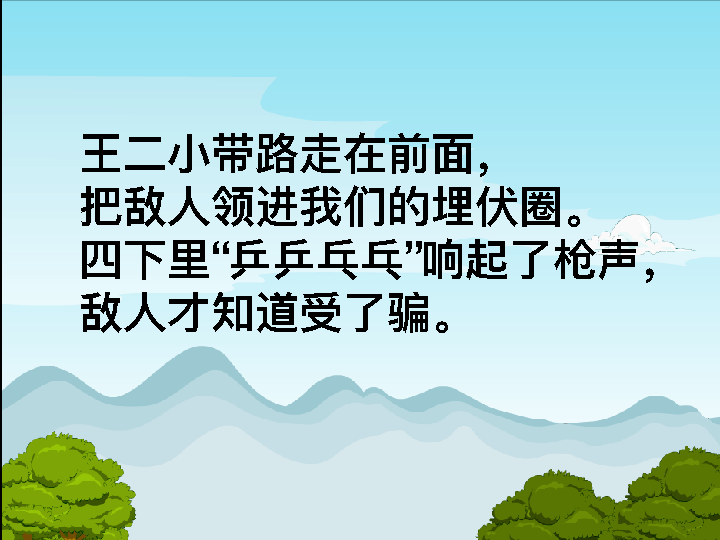 王二小带路走在前面，
把敌人领进我们的埋伏圈。
四下里“乒乒乓乓”响起了枪声，
敌人才知道受了骗。